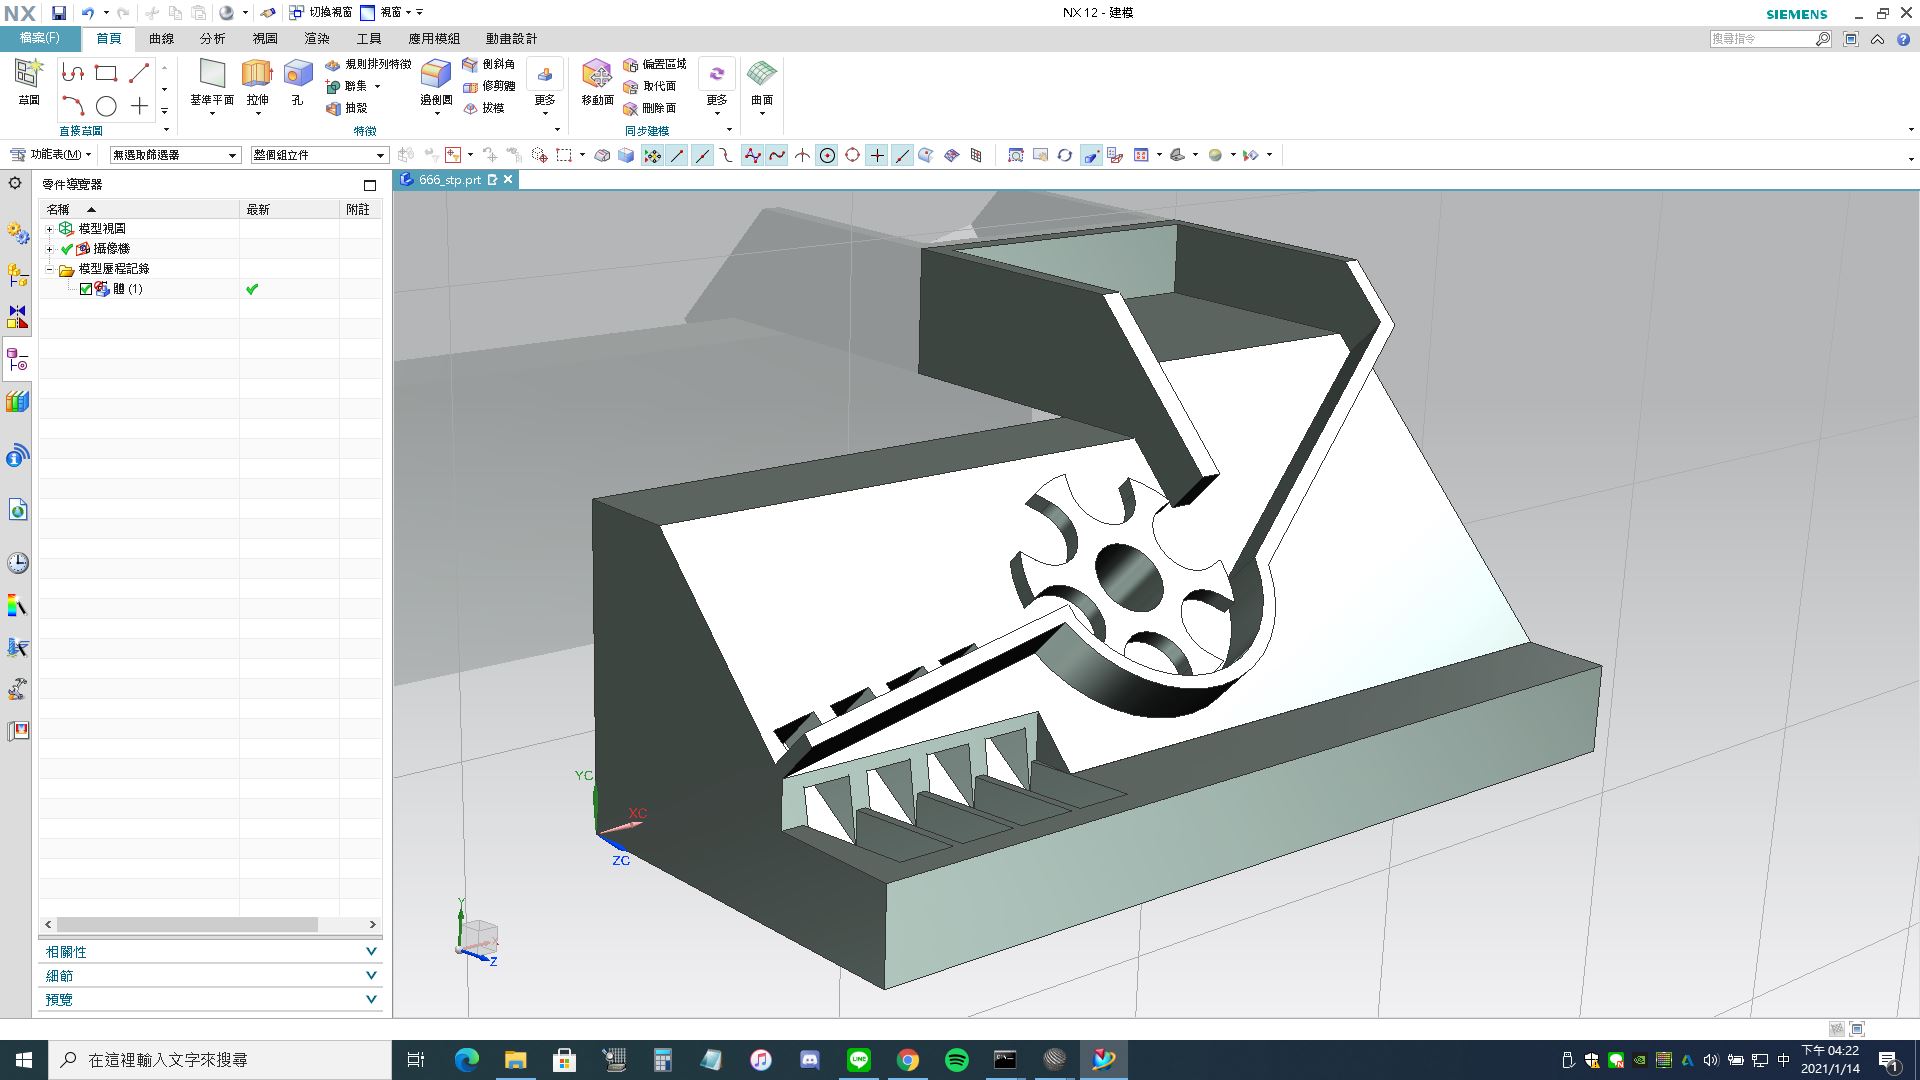 NX
切換視窗
視窗
NX 12 - 建模
SIEMENS
檔案(F)
首頁
曲線
分析
視圖
渲染
工具
應用模組
動畫設計
搜尋指令
草圖
直接草圖
基準平面
拉伸
孔
規則排列特徵
聯集
抽殼
邊倒圓
倒斜角
修剪體
拔模
更多
特徵
移動面
偏置區域
取代面
刪除面
更多
同步建模
曲面
功能表(M)
無選取篩選器
整個組立件
零件導覽器
666_stp.prt
名稱
最新
附註
模型視圖
攝像機
模型歷程記錄
體 (1)
YC
XC
ZC
Y
X
Z
相關性
細節
預覽
在這裡輸入文字來搜尋
LINE
中
下午 04:22
2021/1/14
1